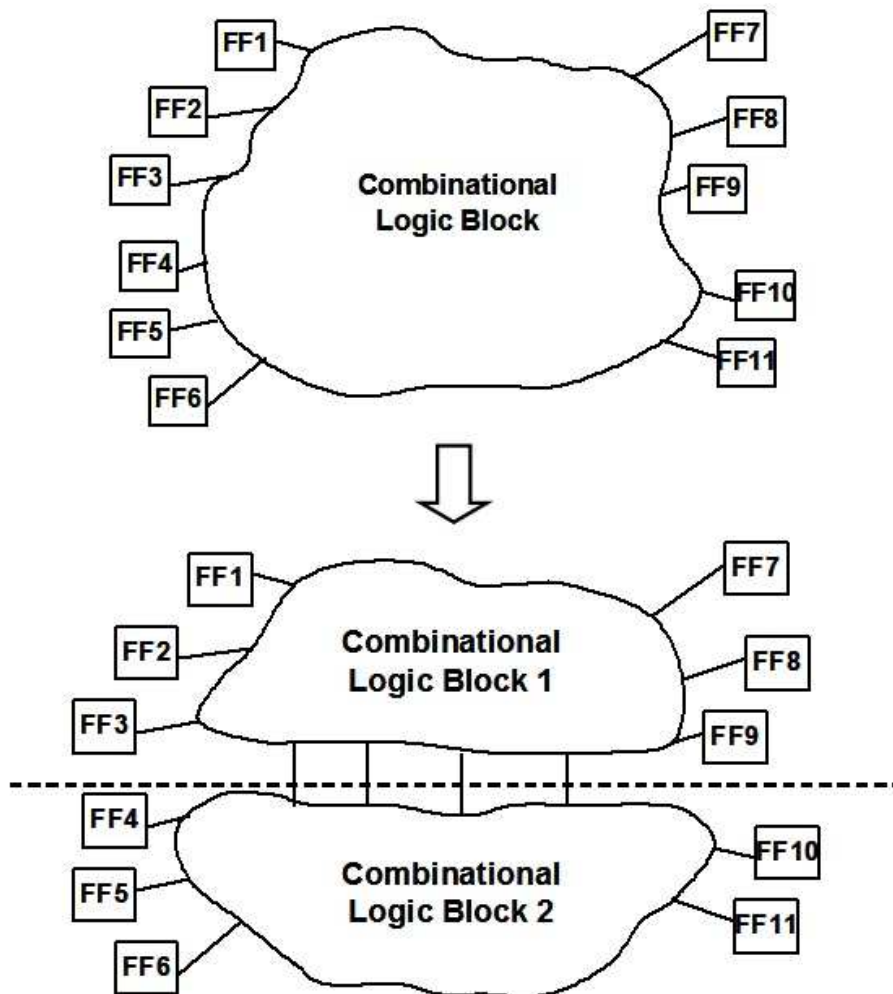 FF1
FF7
FF2
FF8
FF3
Combinational
Logic Block
FF9
FF4
FF10
FF5
FF11
FF6
FF1
FF7
FF2
Combinational
Logic Block 1
FF8
FF3
FF9
FF4
FF10
FF5
Combinational
Logic Block 2
FF11
FF6